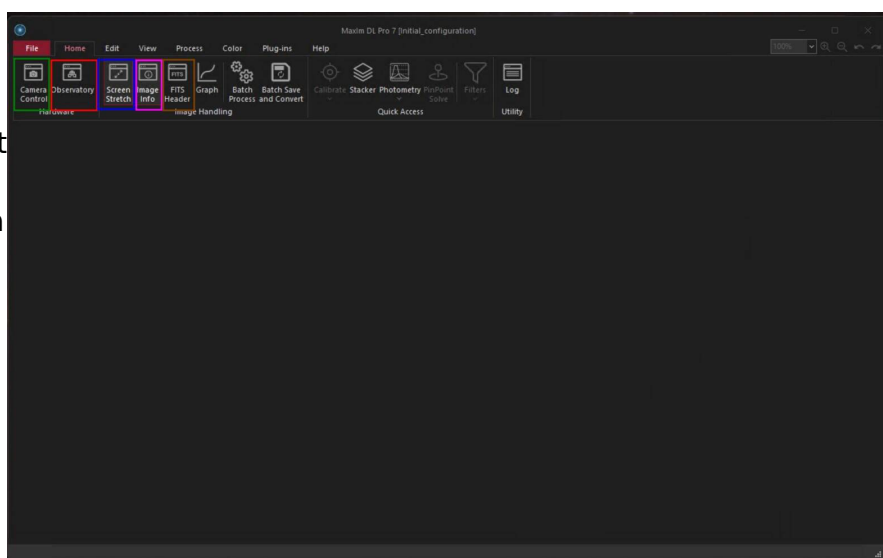 Maxim DL Pro 7 [Initial_configuration]
File Home Edit View Process Color Plug-ins Help
100%
Camera Control
Observatory
Screen Stretch
Image Info
FITS
FITS Header
Graph
Batch Process
Batch Save and Convert
Calibrate
Stacker
Photometry
PinPoint Solve
Filters
Log
Hardware
Image Handling
Quick Access
Utility
t